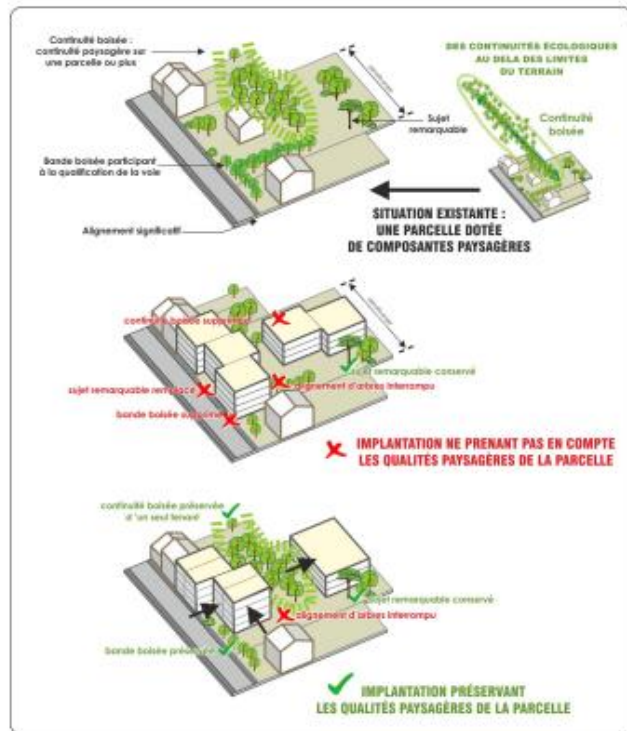 Continuité boisée :
continuité paysagère sur
une parcelle ou plus
DES CONTINUITÉS ÉCOLOGIQUES
AU DELA DES LIMITES
DU TERRAIN
Continuité
boisée
Sujet
remarquable
Bande boisée participant
à la qualification de la voie
Alignement significatif
SITUATION EXISTANTE :
UNE PARCELLE DOTÉE
DE COMPOSANTES PAYSAGÈRES
continuité boisée supprimée
sujet remarquable conservé
sujet remarquable remplacé
alignement d'arbres interrompu
bande boisée supprimée
IMPLANTATION NE PRENANT PAS EN COMPTE
LES QUALITÉS PAYSAGÈRES DE LA PARCELLE
continuité boisée préservée
d 'un seul tenant
sujet remarquable conservé
alignement d'arbres interrompu
bande boisée préservée
IMPLANTATION PRÉSERVANT
LES QUALITÉS PAYSAGÈRES DE LA PARCELLE